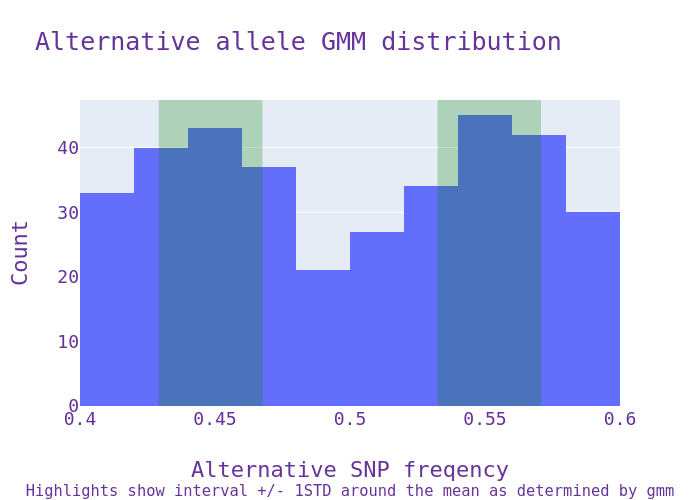 Alternative allele GMM distribution
40
30
20
10
0
Count
0.4
0.45
0.5
0.55
0.6
Alternative SNP freqency
Highlights show interval +/- 1STD around the mean as determined by gmm